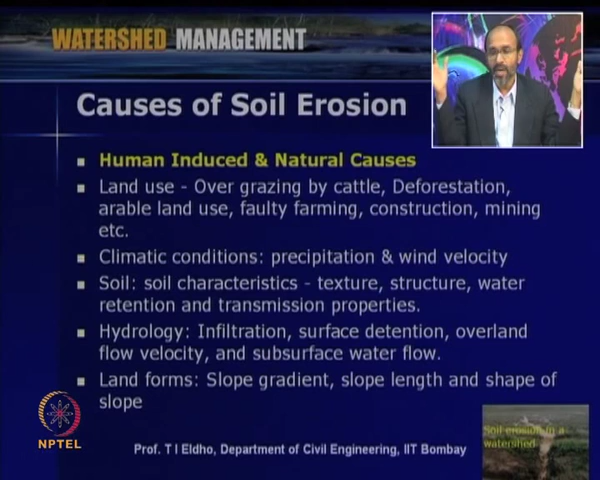 WATERSHED MANAGEMENT
Causes of Soil Erosion
Human Induced & Natural Causes
Land use - Over grazing by cattle, Deforestation,
arable land use, faulty farming, construction, mining
etc.
Climatic conditions: precipitation & wind velocity
Soil: soil characteristics - texture, structure, water
retention and transmission properties.
Hydrology: Infiltration, surface detention, overland
flow velocity, and subsurface water flow.
Land forms: Slope gradient, slope length and shape of
slope
Soil erosion in a
watershed
NPTEL
Prof. T I Eldho, Department of Civil Engineering, IIT Bombay